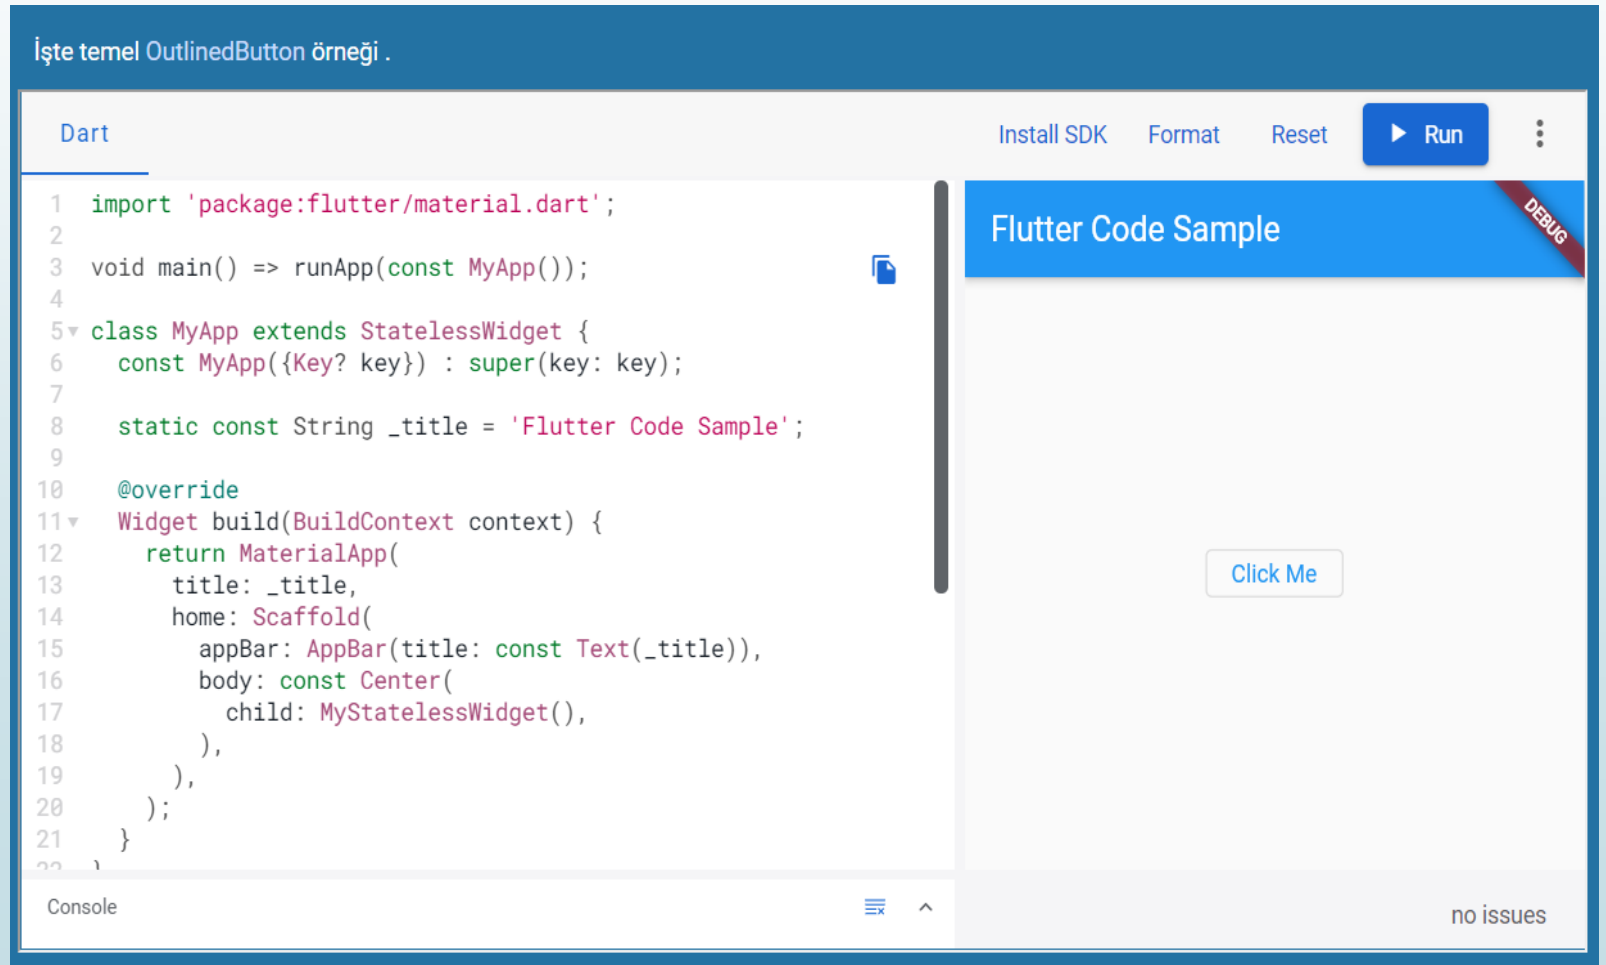 İşte temel OutlinedButton örneği .
Dart
Install SDK Format Reset Run
1 import 'package:flutter/material.dart';
2
3 void main() => runApp(const MyApp());
4
5 class MyApp extends StatelessWidget {
6 const MyApp({Key? key}) : super(key: key);
7
8 static const String _title = 'Flutter Code Sample';
9
10 @override
11 Widget build(BuildContext context) {
12 return MaterialApp(
13 title: _title,
14 home: Scaffold(
15 appBar: AppBar(title: const Text(_title)),
16 body: const Center(
17 child: MyStatelessWidget(),
18 ),
19 ),
20 );
21 }
22 }
Flutter Code Sample
DEBUG
Click Me
Console
no issues